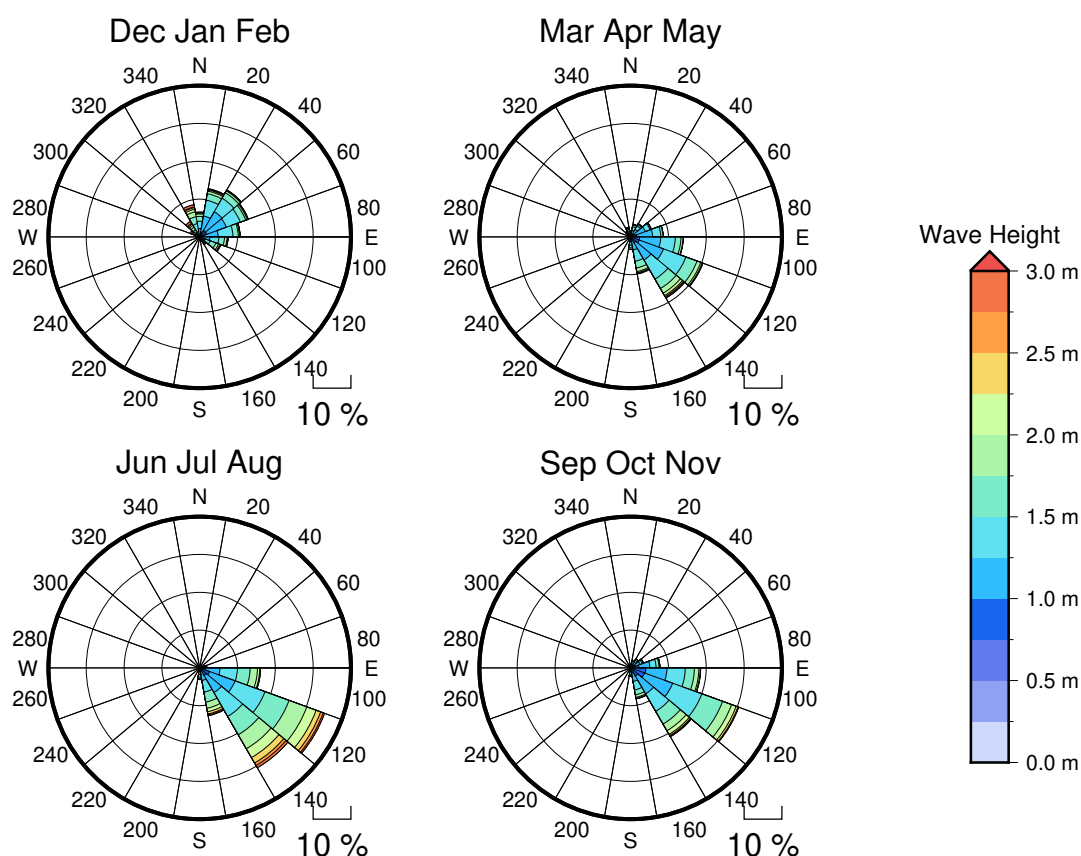 Dec Jan Feb
N
20
40
60
80
E
100
120
140
160
S
200
220
240
260
W
280
300
320
340
10 %
Mar Apr May
N
20
40
60
80
E
100
120
140
160
S
200
220
240
260
W
280
300
320
340
10 %
Jun Jul Aug
N
20
40
60
80
E
100
120
140
160
S
200
220
240
260
W
280
300
320
340
10 %
Sep Oct Nov
N
20
40
60
80
E
100
120
140
160
S
200
220
240
260
W
280
300
320
340
10 %
Wave Height
3.0 m
2.5 m
2.0 m
1.5 m
1.0 m
0.5 m
0.0 m